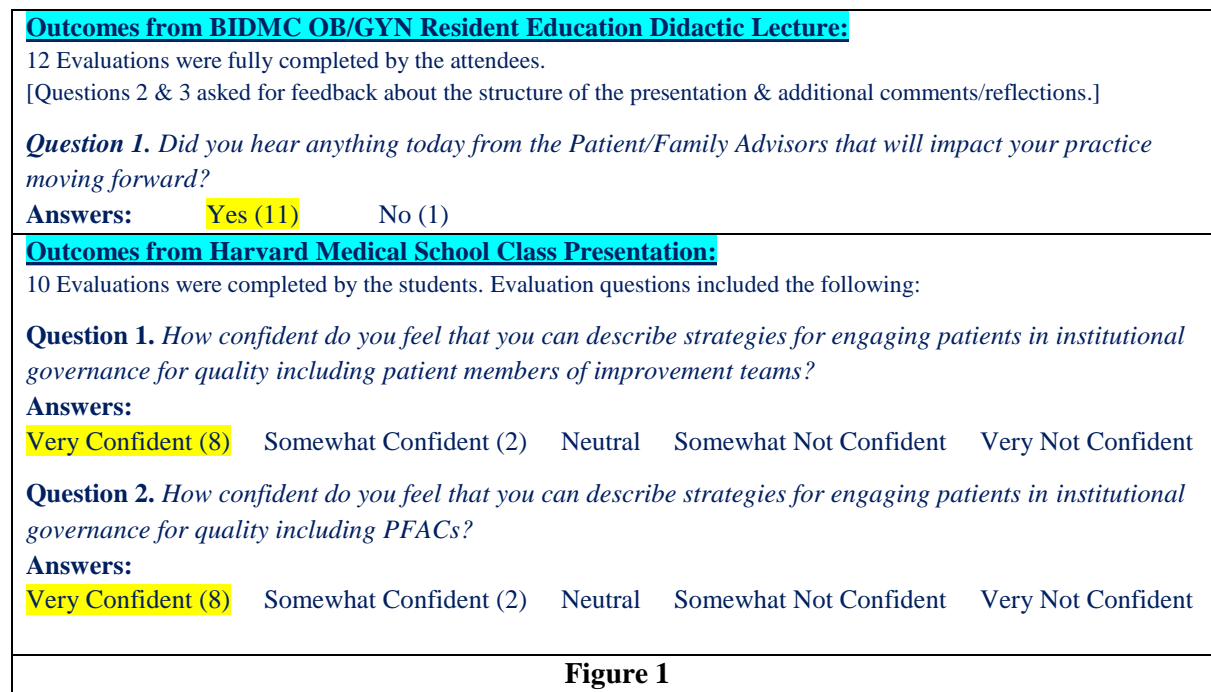 Outcomes from BIDMC OB/GYN Resident Education Didactic Lecture:
12 Evaluations were fully completed by the attendees.
[Questions 2 & 3 asked for feedback about the structure of the presentation & additional comments/reflections.]
Question 1. Did you hear anything today from the Patient/Family Advisors that will impact your practice
moving forward?
Answers: Yes (11) No (1)
Outcomes from Harvard Medical School Class Presentation:
10 Evaluations were completed by the students. Evaluation questions included the following:
Question 1. How confident do you feel that you can describe strategies for engaging patients in institutional
governance for quality including patient members of improvement teams?
Answers:
Very Confident (8) Somewhat Confident (2) Neutral Somewhat Not Confident Very Not Confident
Question 2. How confident do you feel that you can describe strategies for engaging patients in institutional
governance for quality including PFACs?
Answers:
Very Confident (8) Somewhat Confident (2) Neutral Somewhat Not Confident Very Not Confident
Figure 1